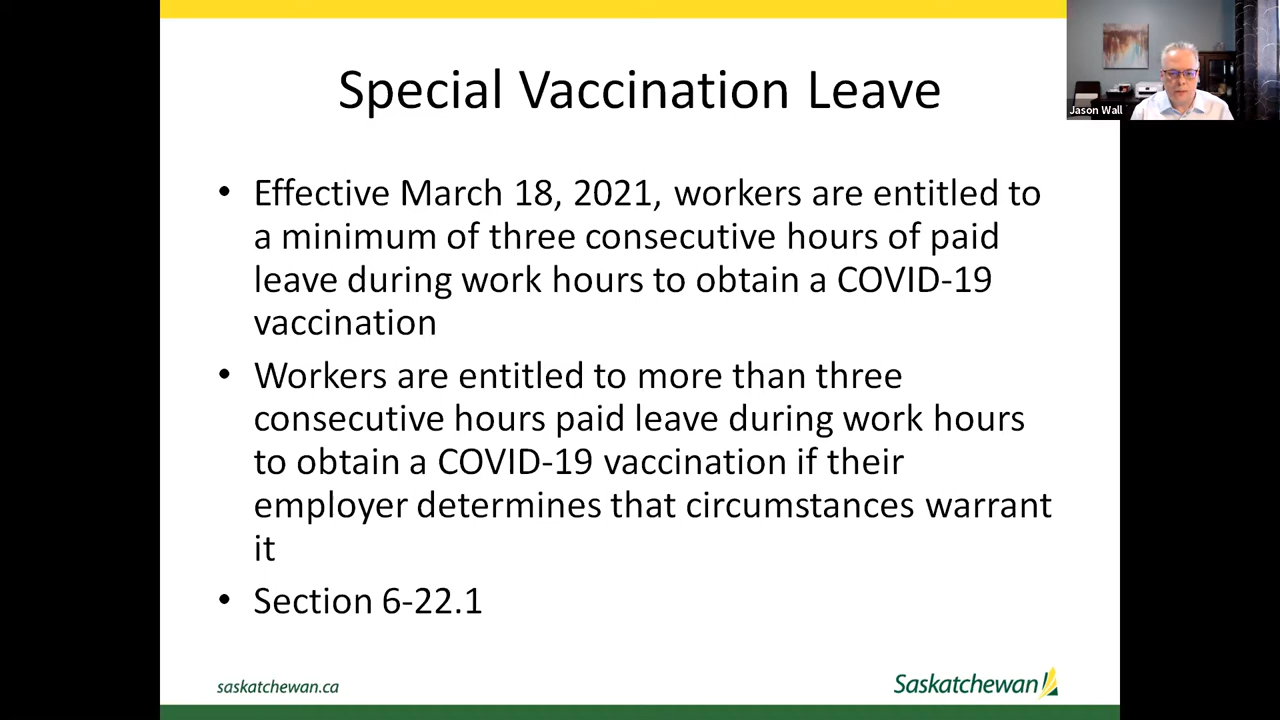 Special Vaccination Leave
Jason Wall
• Effective March 18, 2021, workers are entitled to
a minimum of three consecutive hours of paid
leave during work hours to obtain a COVID-19
vaccination
• Workers are entitled to more than three
consecutive hours paid leave during work hours
to obtain a COVID-19 vaccination if their
employer determines that circumstances warrant
it
• Section 6-22.1
saskatchewan.ca
Saskatchewan